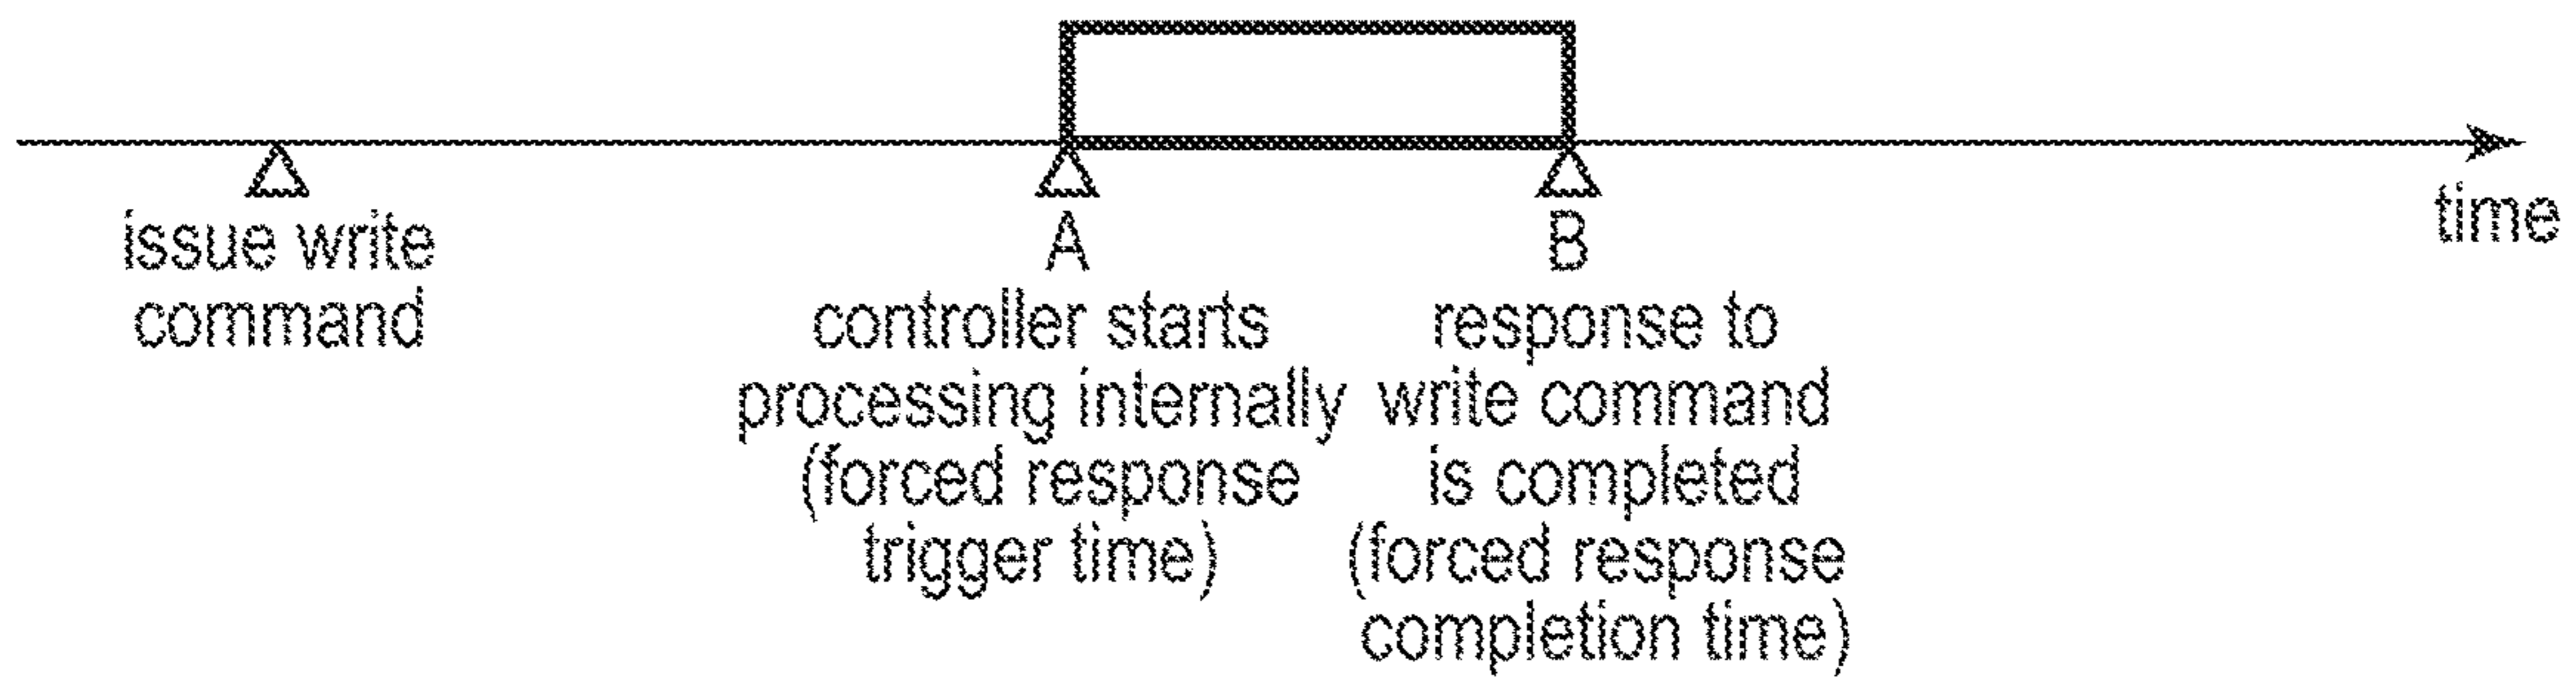 issue write
command
A
controller starts
processing internally
(forced response
trigger time)
B
response to
write command
is completed
(forced response
completion time)
time